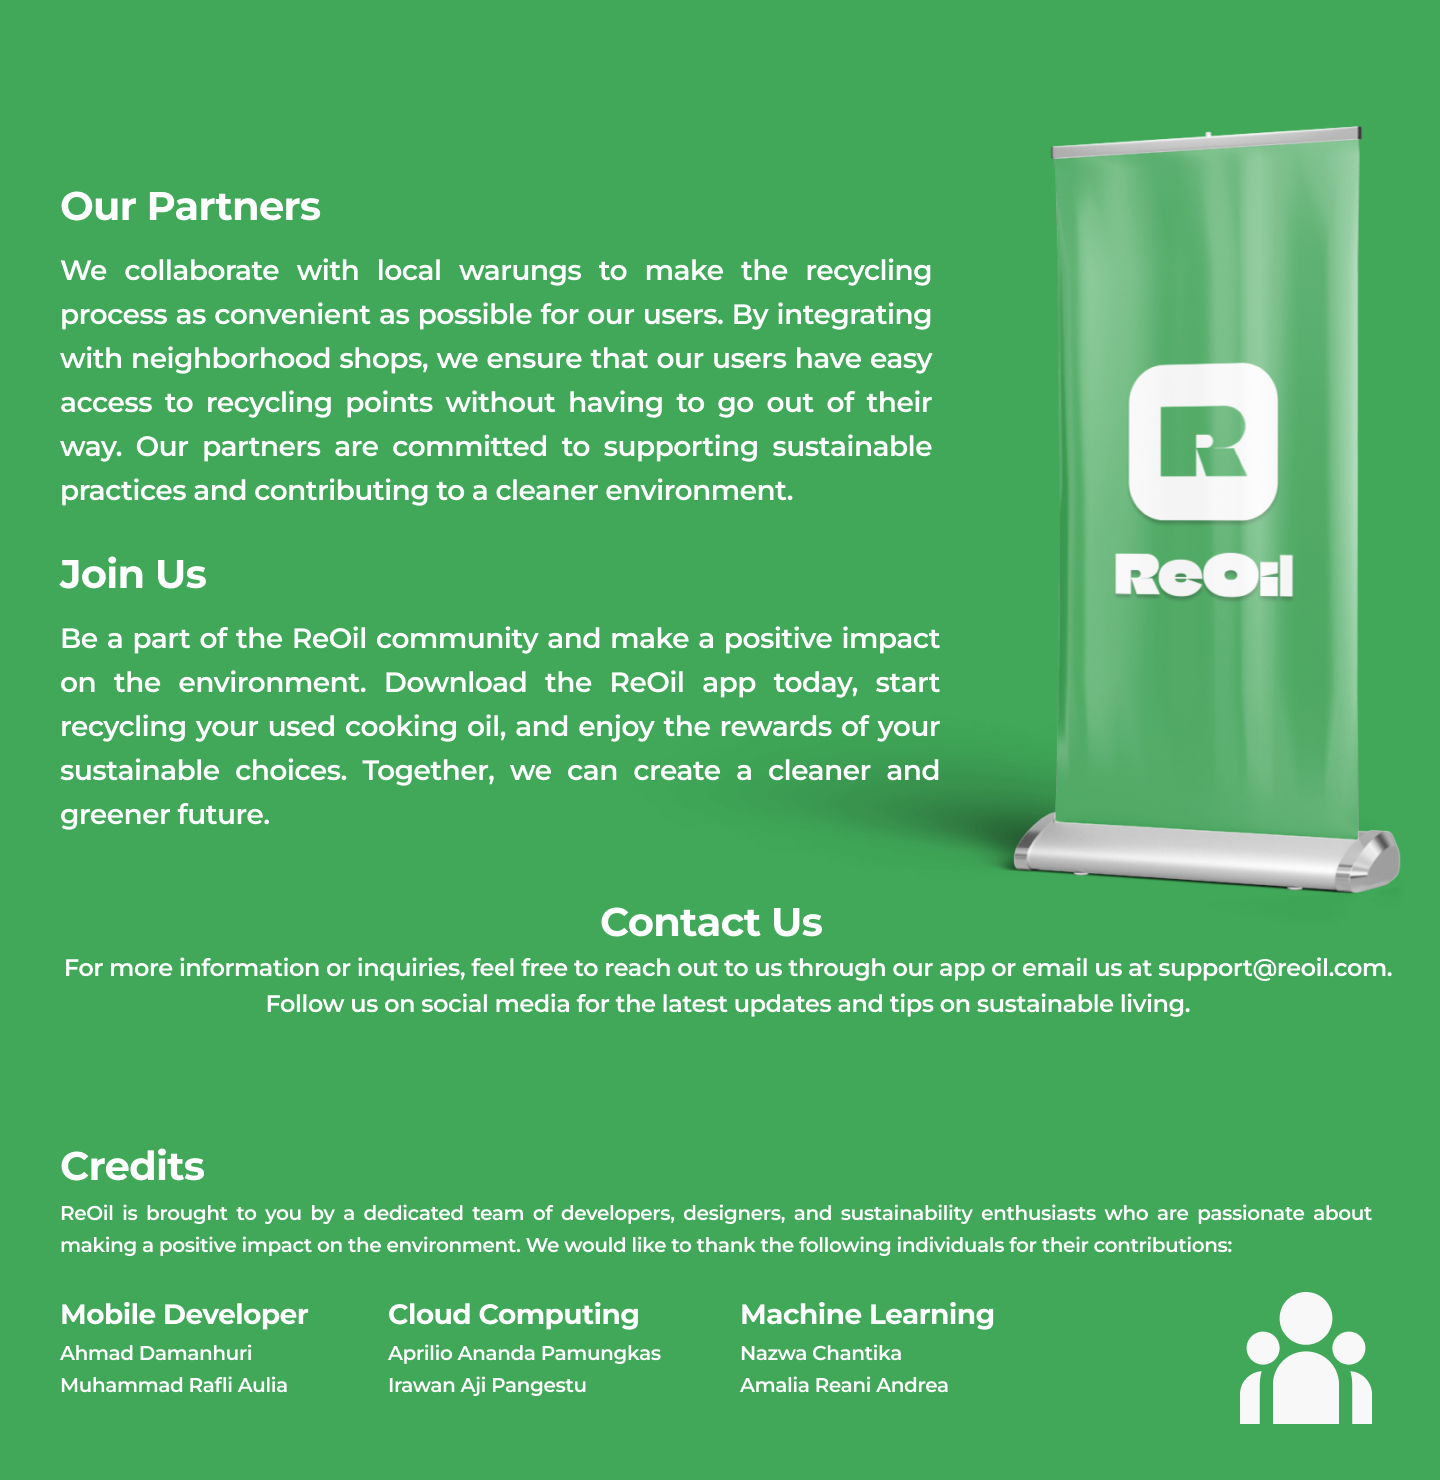 Our Partners
We collaborate with local warungs to make the recycling
process as convenient as possible for our users. By integrating
with neighborhood shops, we ensure that our users have easy
access to recycling points without having to go out of their
way. Our partners are committed to supporting sustainable
practices and contributing to a cleaner environment.
R
ReOil
Join Us
Be a part of the ReOil community and make a positive impact
on the environment. Download the ReOil app today, start
recycling your used cooking oil, and enjoy the rewards of your
sustainable choices. Together, we can create a cleaner and
greener future.
Contact Us
For more information or inquiries, feel free to reach out to us through our app or email us at support@reoil.com.
Follow us on social media for the latest updates and tips on sustainable living.
Credits
ReOil is brought to you by a dedicated team of developers, designers, and sustainability enthusiasts who are passionate about
making a positive impact on the environment. We would like to thank the following individuals for their contributions:
Mobile Developer
Ahmad Damanhuri
Muhammad Rafli Aulia
Cloud Computing
Aprilio Ananda Pamungkas
Irawan Aji Pangestu
Machine Learning
Nazwa Chantika
Amalia Reani Andrea